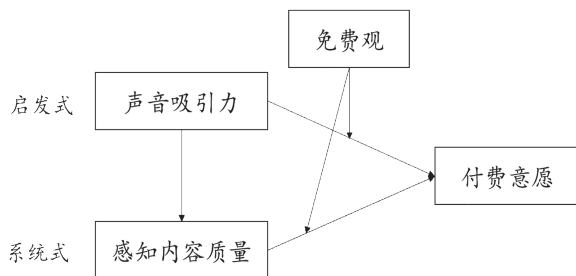 免费观
启发式
声音吸引力
付费意愿
系统式
感知内容质量